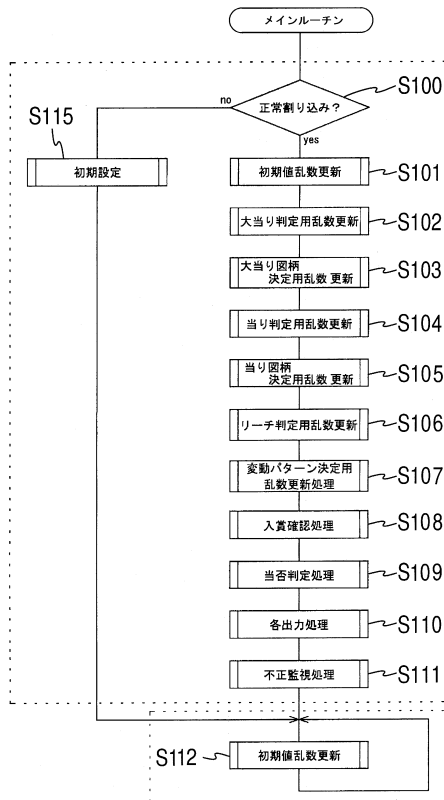 メインルーチン
S100
正常割り込み?
no
yes
S115
初期設定
初期値乱数更新
S101
大当り判定用乱数更新
S102
大当り図柄
決定用乱数 更新
S103
当り判定用乱数更新
S104
当り図柄
決定用乱数 更新
S105
リーチ判定用乱数更新
S106
変動パターン決定用
乱数更新処理
S107
入賞確認処理
S108
当否判定処理
S109
各出力処理
S110
不正監視処理
S111
S112
初期値乱数更新